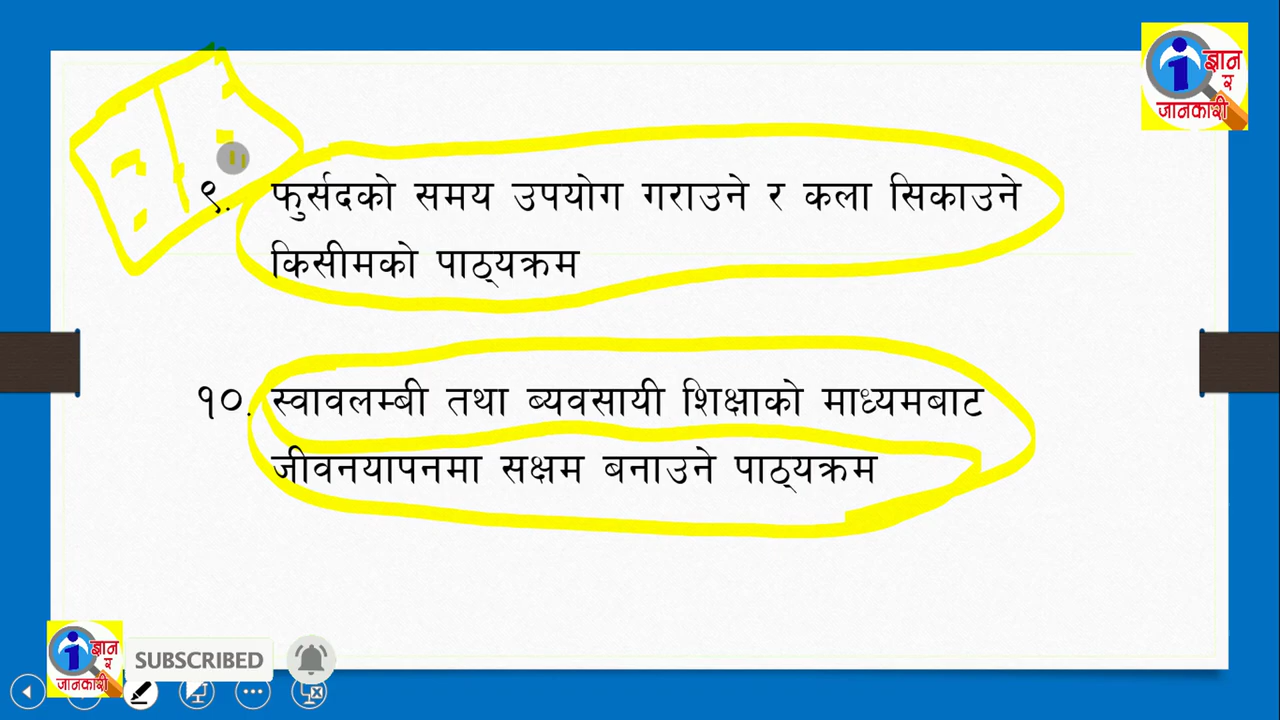 ज्ञान
र
जानकारी
९. फुर्सदको समय उपयोग गराउने र कला सिकाउने
किसीमको पाठ्यक्रम
१०. स्वावलम्बी तथा ब्यवसायी शिक्षाको माध्यमबाट
जीवनयापनमा सक्षम बनाउने पाठ्यक्रम
ज्ञान
र
जानकारी
SUBSCRIBED